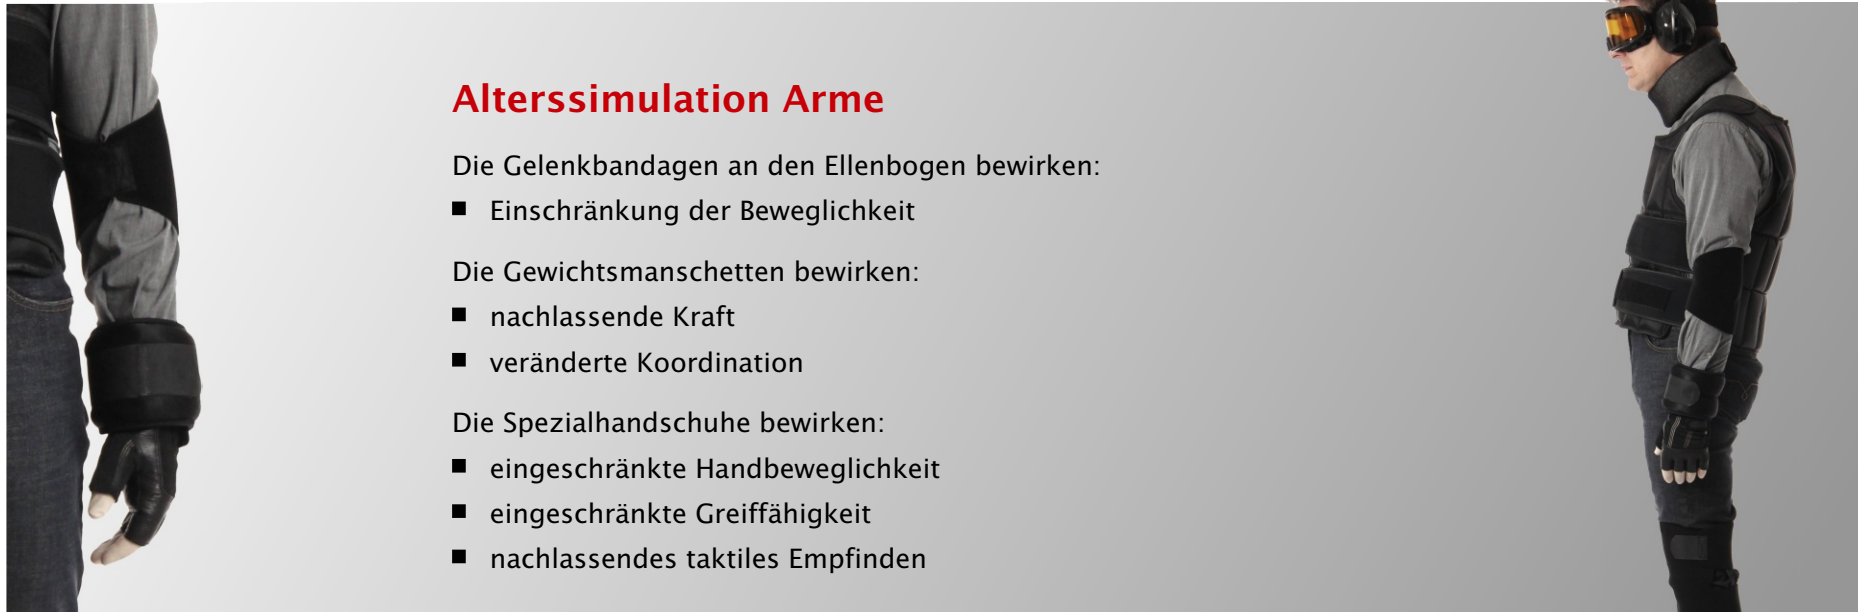 Alterssimulation Arme
Die Gelenkbandagen an den Ellenbogen bewirken:
■ Einschränkung der Beweglichkeit
Die Gewichtsmanschetten bewirken:
■ nachlassende Kraft
■ veränderte Koordination
Die Spezialhandschuhe bewirken:
■ eingeschränkte Handbeweglichkeit
■ eingeschränkte Greiffähigkeit
■ nachlassendes taktiles Empfinden